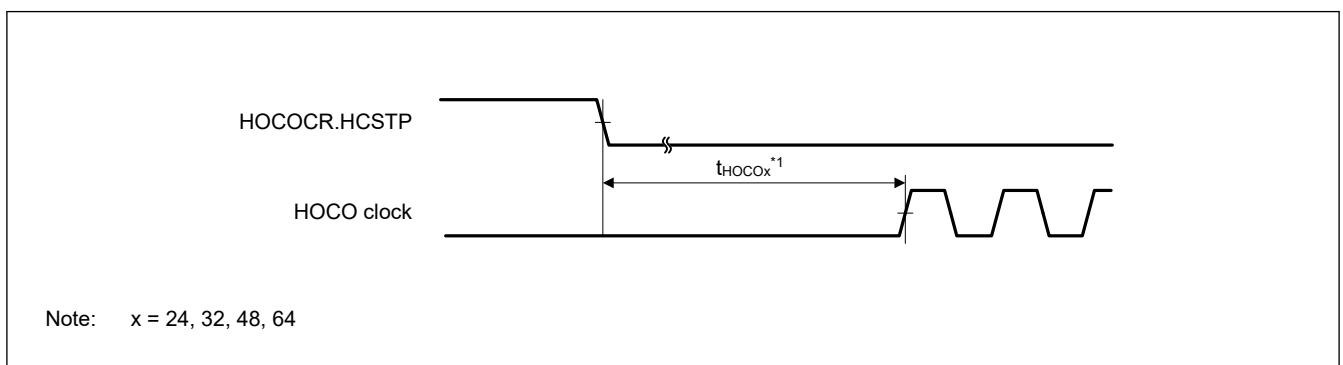 HOCOCR.HCSTP
tHOCOx*1
HOCO clock
Note: x = 24, 32, 48, 64